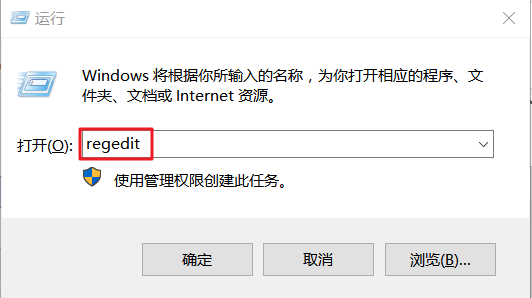 运行
Windows 将根据你所输入的名称，为你打开相应的程序、文
件夹、文档或 Internet 资源。
打开(O): regedit
使用管理权限创建此任务。
确定 取消 浏览(B)...